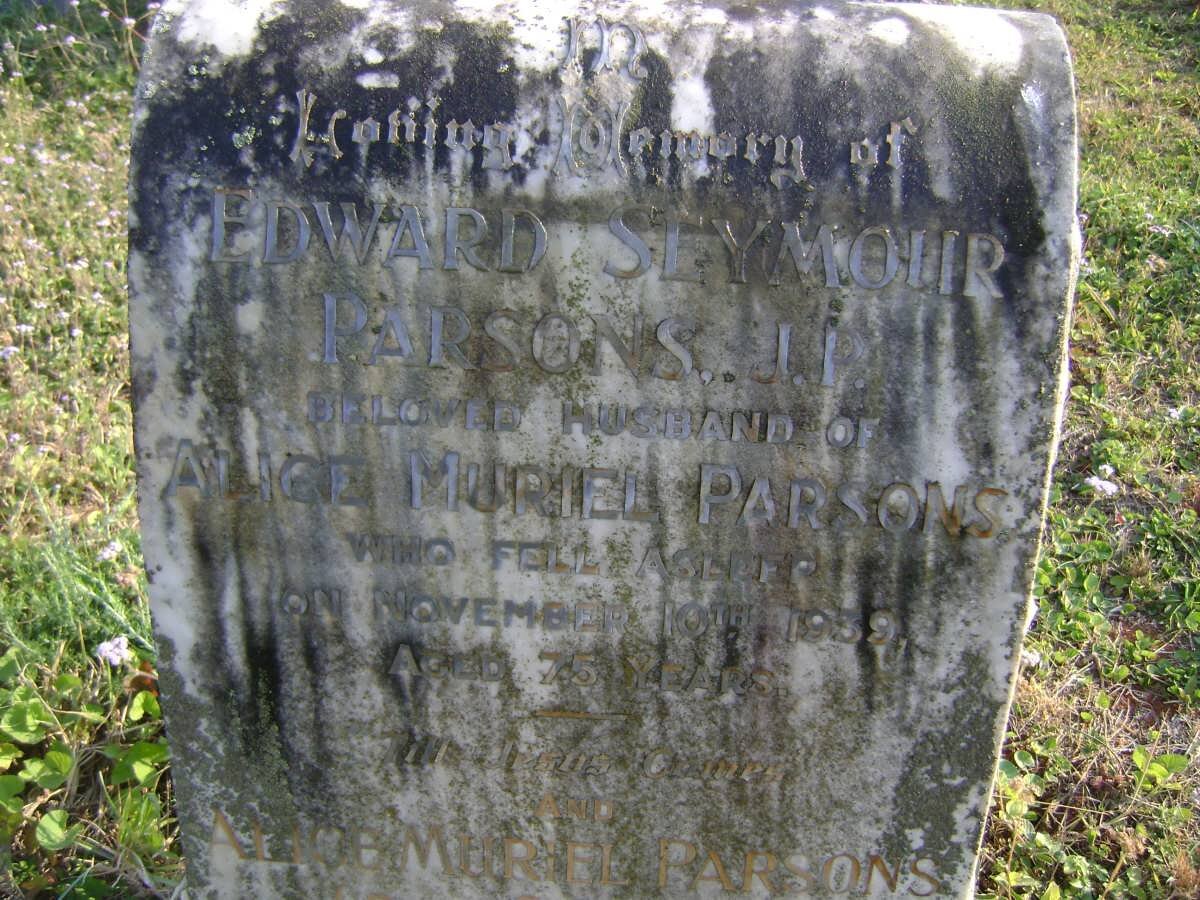 In
Loving Memory of
EDWARD SEYMOUR
PARSONS, J.P.
BELOVED HUSBAND OF
ALICE MURIEL PARSONS
WHO FELL ASLEEP
ON NOVEMBER 10TH 1939,
AGED 75 YEARS.
Till Jesus Comes
AND
ALICE MURIEL PARSONS